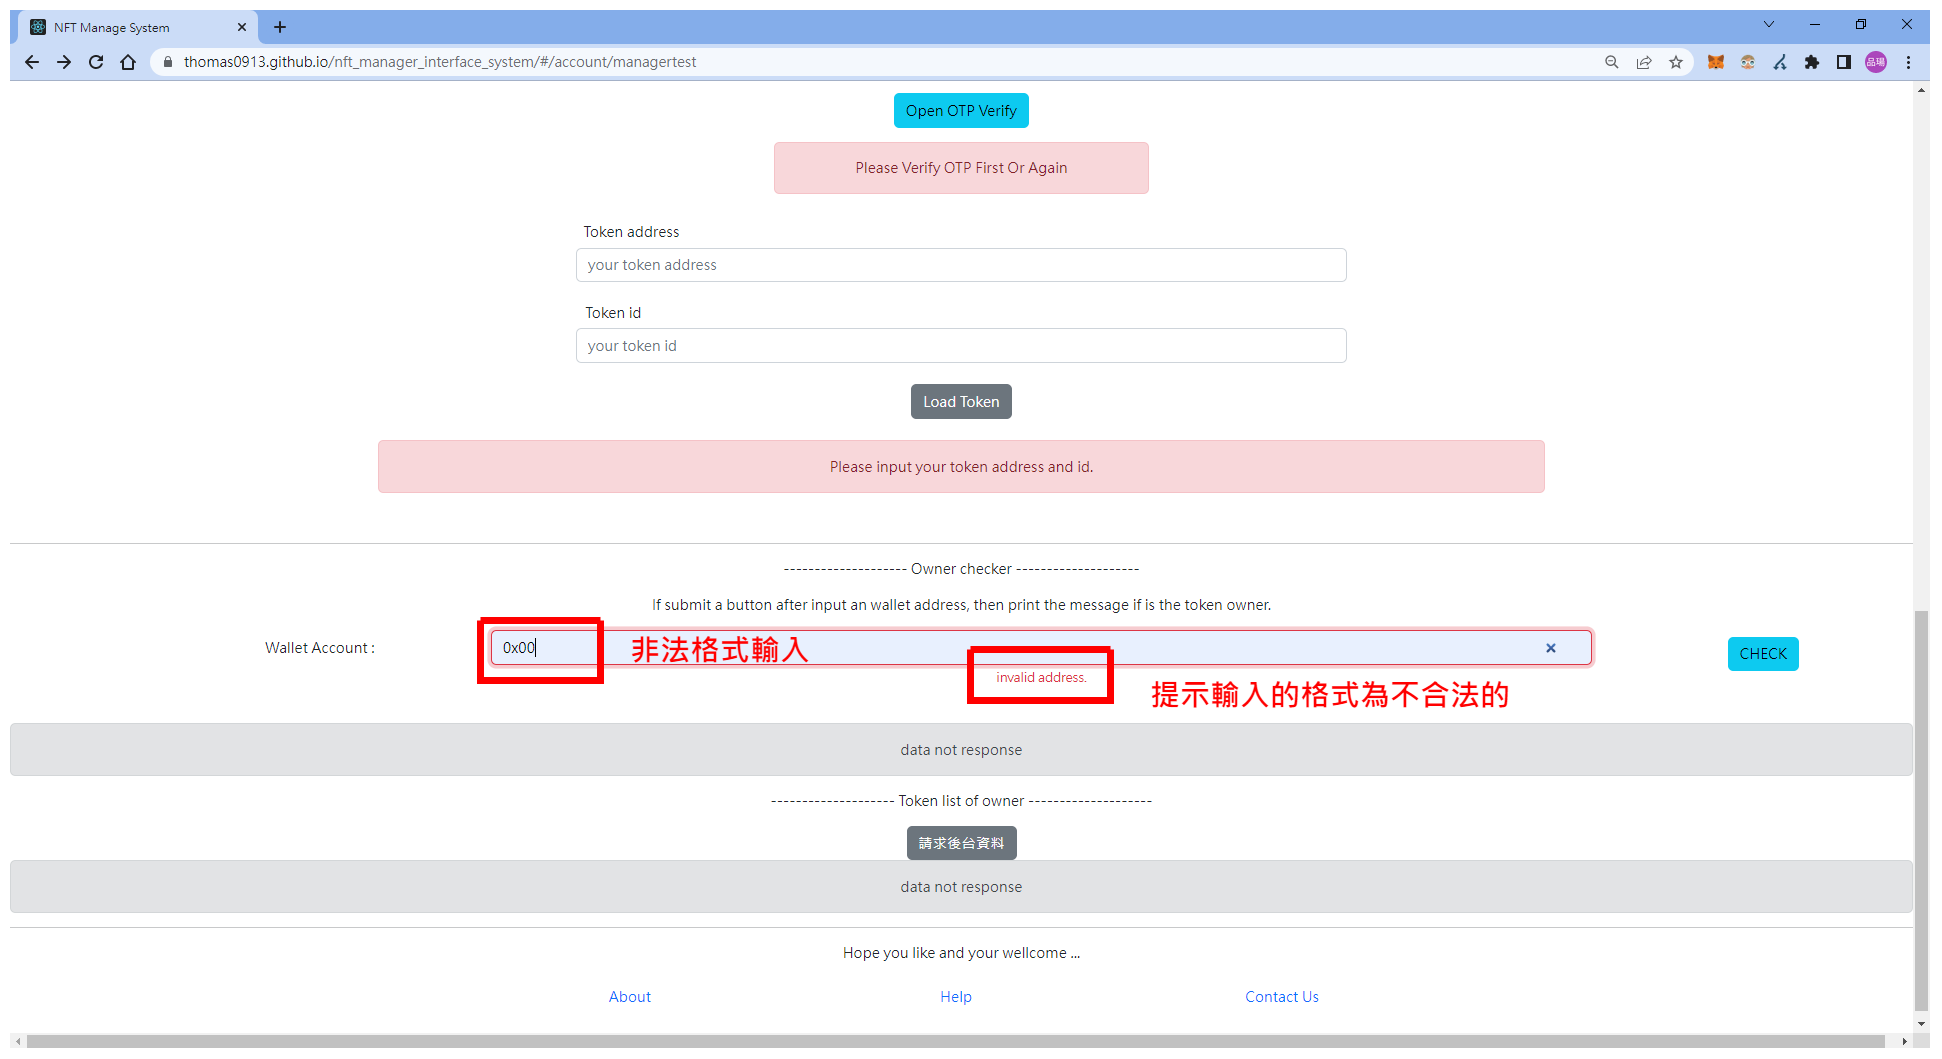 NFT Manage System
thomas0913.github.io/nft_manager_interface_system/#/account/managertest
品瑒
Open OTP Verify
Please Verify OTP First Or Again
Token address
your token address
Token id
your token id
Load Token
Please input your token address and id.
-------------------- Owner checker --------------------
If submit a button after input an wallet address, then print the message if is the token owner.
Wallet Account :
0x00
非法格式輸入
CHECK
invalid address.
提示輸入的格式為不合法的
data not response
-------------------- Token list of owner --------------------
請求後台資料
data not response
Hope you like and your wellcome ...
About
Help
Contact Us